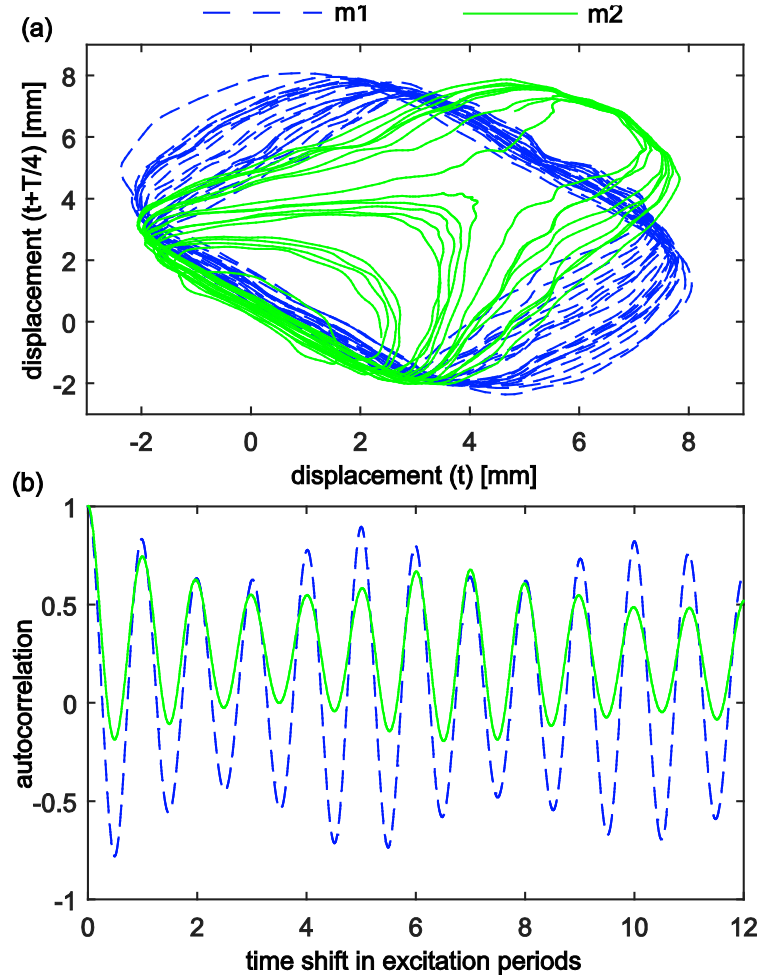 (a) m1 m2
8
6
4
2
0
-2
displacement (t+T/4) [mm]
-2 0 2 4 6 8
displacement (t) [mm]
(b)
1
0.5
0
-0.5
-1
autocorrelation
0 2 4 6 8 10 12
time shift in excitation periods